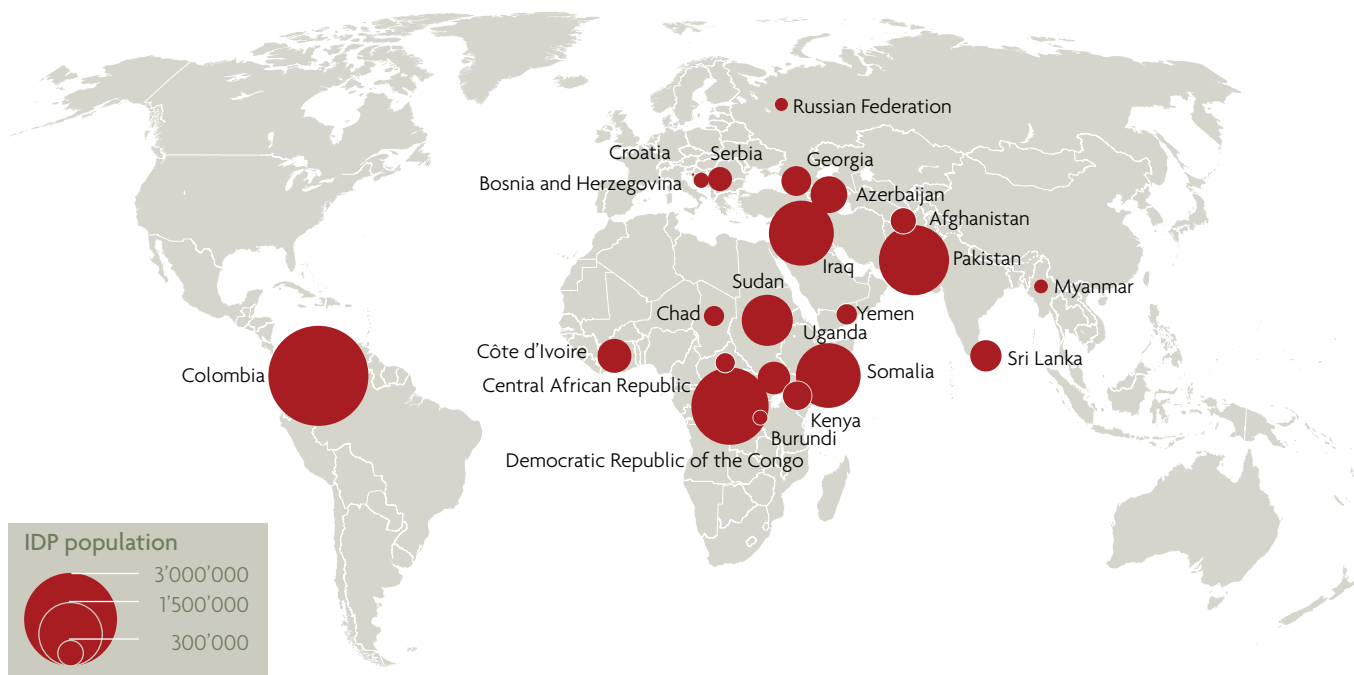 Russian Federation
Croatia
Serbia
Georgia
Bosnia and Herzegovina
Azerbaijan
Afghanistan
Iraq
Pakistan
Sudan
Myanmar
Chad
Yemen
Uganda
Côte d’Ivoire
Sri Lanka
Colombia
Somalia
Central African Republic
Kenya
Burundi
Democratic Republic of the Congo
IDP population
3’000’000
1’500’000
300’000